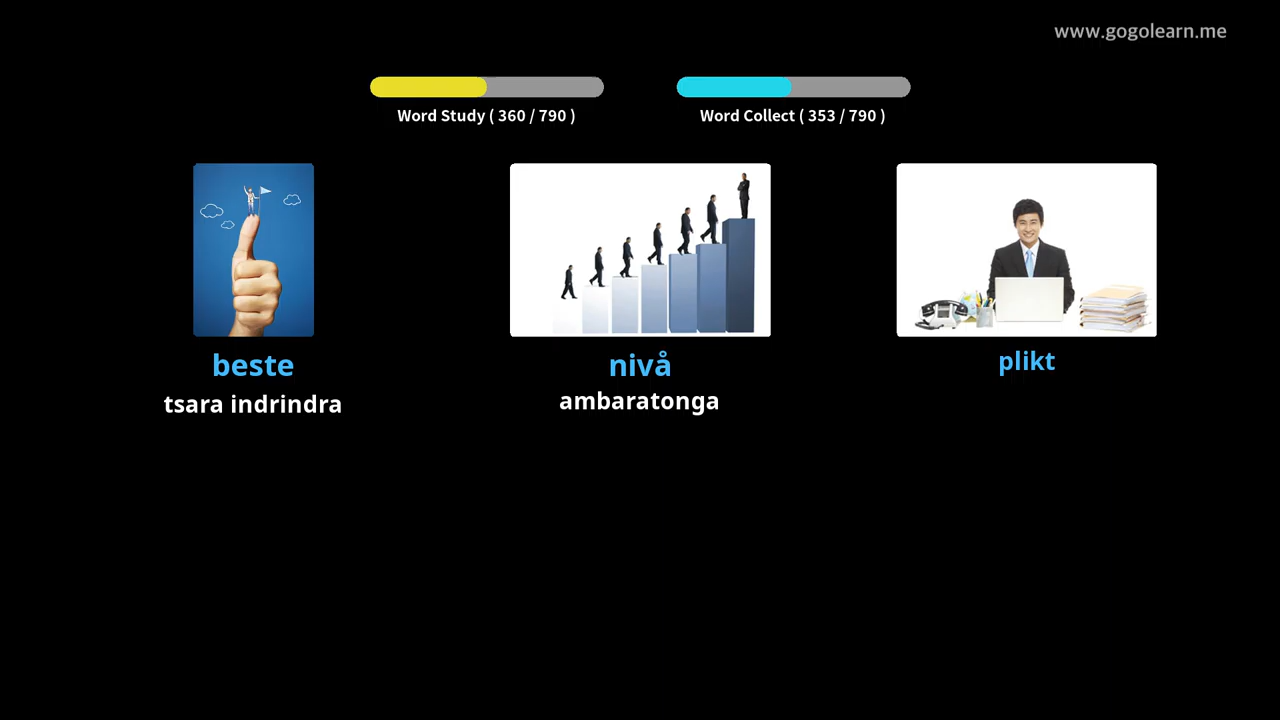 www.gogolearn.me
Word Study ( 360 / 790 )
Word Collect ( 353 / 790 )
beste
tsara indrindra
nivå
ambaratonga
plikt